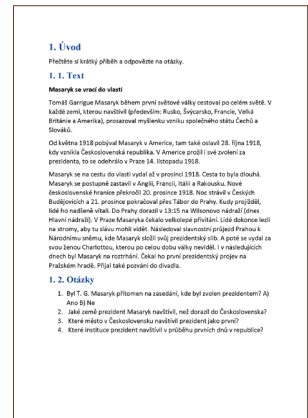 1. Úvod
Přečtěte si krátký příběh a odpovězte na otázky.
1. 1. Text
Masaryk se vrací do vlasti
Tomáš Garrigue Masaryk během první světové války cestoval po celém světě. V
každé zemi, kterou navštívil (především: Rusko, Švýcarsko, Francie, Velká
Británie a Amerika), prosazoval myšlenku vzniku společného státu Čechů a
Slováků.
Od května 1918 pobýval Masaryk v Americe, tam také oslavil 28. října 1918,
kdy vznikla Československá republika. V Americe prožil i své zvolení za
prezidenta, to se odehrálo v Praze 14. listopadu 1918.
Masaryk se na cestu do vlasti vydal až v prosinci 1918. Cesta to byla dlouhá.
Masaryk se postupně zastavil v Anglii, Francii, Itálii a Rakousku. Nové
československé hranice překročil 20. prosince 1918. Noc strávil v Českých
Budějovicích a 21. prosince pokračoval přes Tábor do Prahy. Kudy projížděl,
lidé ho nadšeně vítali. Do Prahy dorazil v 13:15 na Wilsonovo nádraží (dnes
Hlavní nádraží). V Praze Masaryka čekalo velkolepé přivítání. Lidé dokonce lezli
na stromy, aby tu slávu mohli vidět. Následoval slavnostní průjezd Prahou k
Národnímu sněmu, kde Masaryk složil svůj prezidentský slib. A poté se vydal za
svou ženou Charlottou, kterou po celou dobu války neviděl. I v následujících
dnech byl Masaryk na roztrhání. Čekal ho první prezidentský projev na
Pražském hradě. Přijal také pozvání do divadla.
1. 2. Otázky
1. Byl T. G. Masaryk přítomen na zasedání, kde byl zvolen prezidentem? A)
Ano B) Ne
2. Jaké země prezident Masaryk navštívil, než dorazil do Československa?
3. Které město v Československu navštívil prezident jako první?
4. Které instituce prezident navštívil v průběhu prvních dnů v republice?